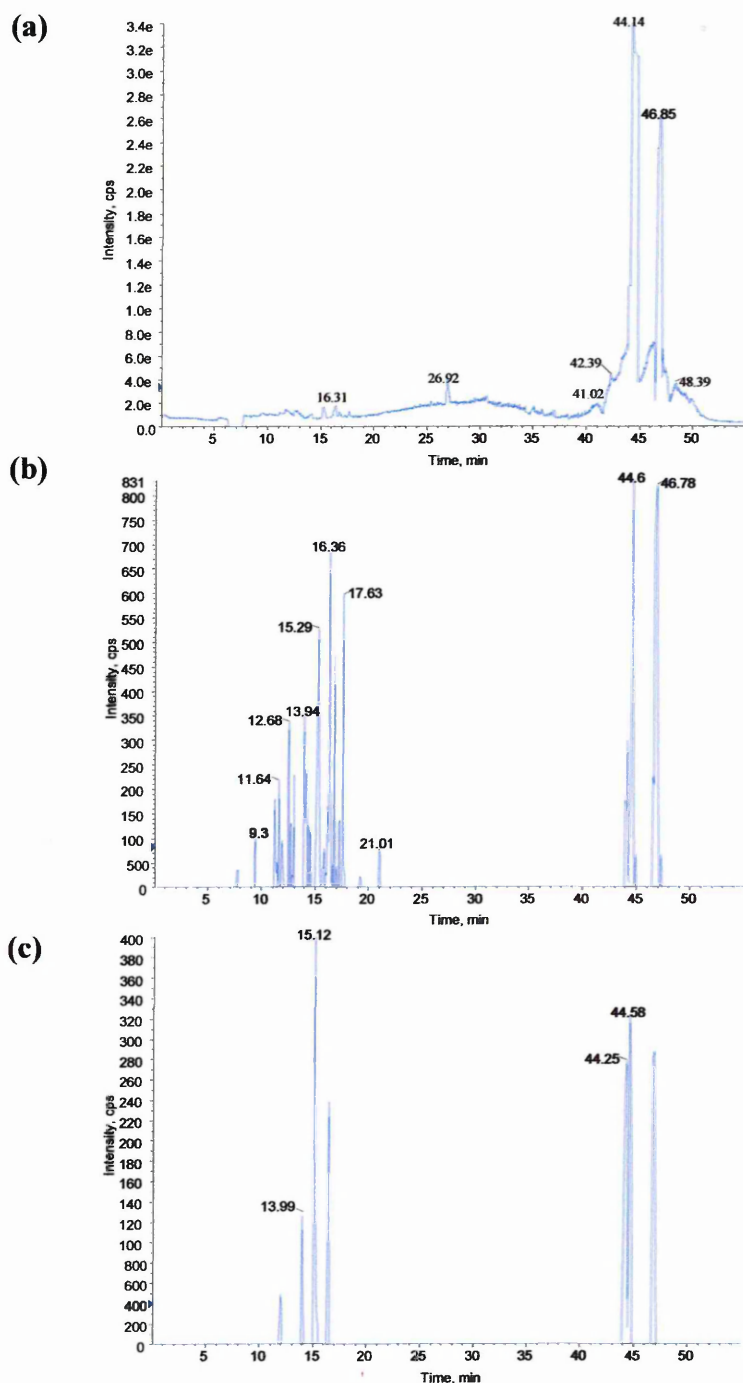 (a)
3.4e
3.2e
3.0e
2.8e
2.6e
2.4e
2.2e
2.0e
1.8e
1.6e
1.4e
1.2e
1.0e
8.0e
6.0e
4.0e
2.0e
0.0
Intensity, cps
44.14
46.85
42.39
41.02
48.39
26.92
16.31
5 10 15 20 25 30 35 40 45 50
Time, min
(b)
831
800
750
700
650
600
550
500
450
400
350
300
250
200
150
100
500
0
Intensity, cps
44.6
46.78
16.36
17.63
15.29
12.68
13.94
11.64
9.3
21.01
5 10 15 20 25 30 35 40 45 50
Time, min
(c)
400
380
360
340
320
300
280
260
240
220
200
180
160
140
120
100
800
600
400
200
0
Intensity, cps
15.12
44.58
44.25
13.99
5 10 15 20 25 30 35 40 45 50
Time, min